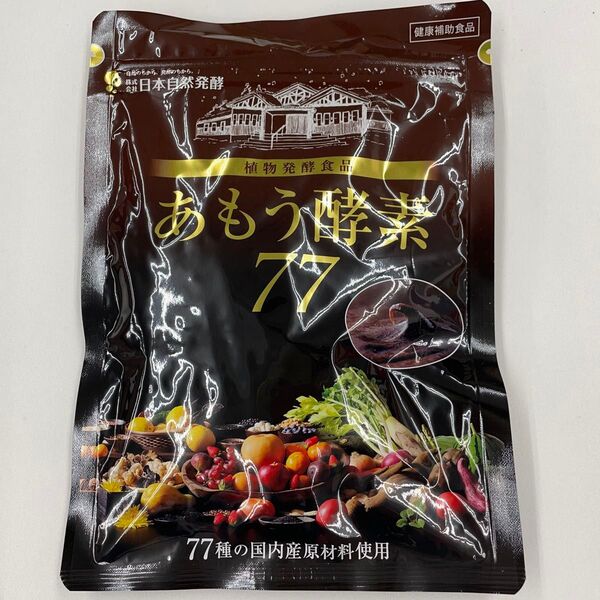 健康補助食品
自然のちから、発酵のちから。
株式会社 日本自然発酵
植物発酵食品
あもう酵素
77
77種の国内産原材料使用